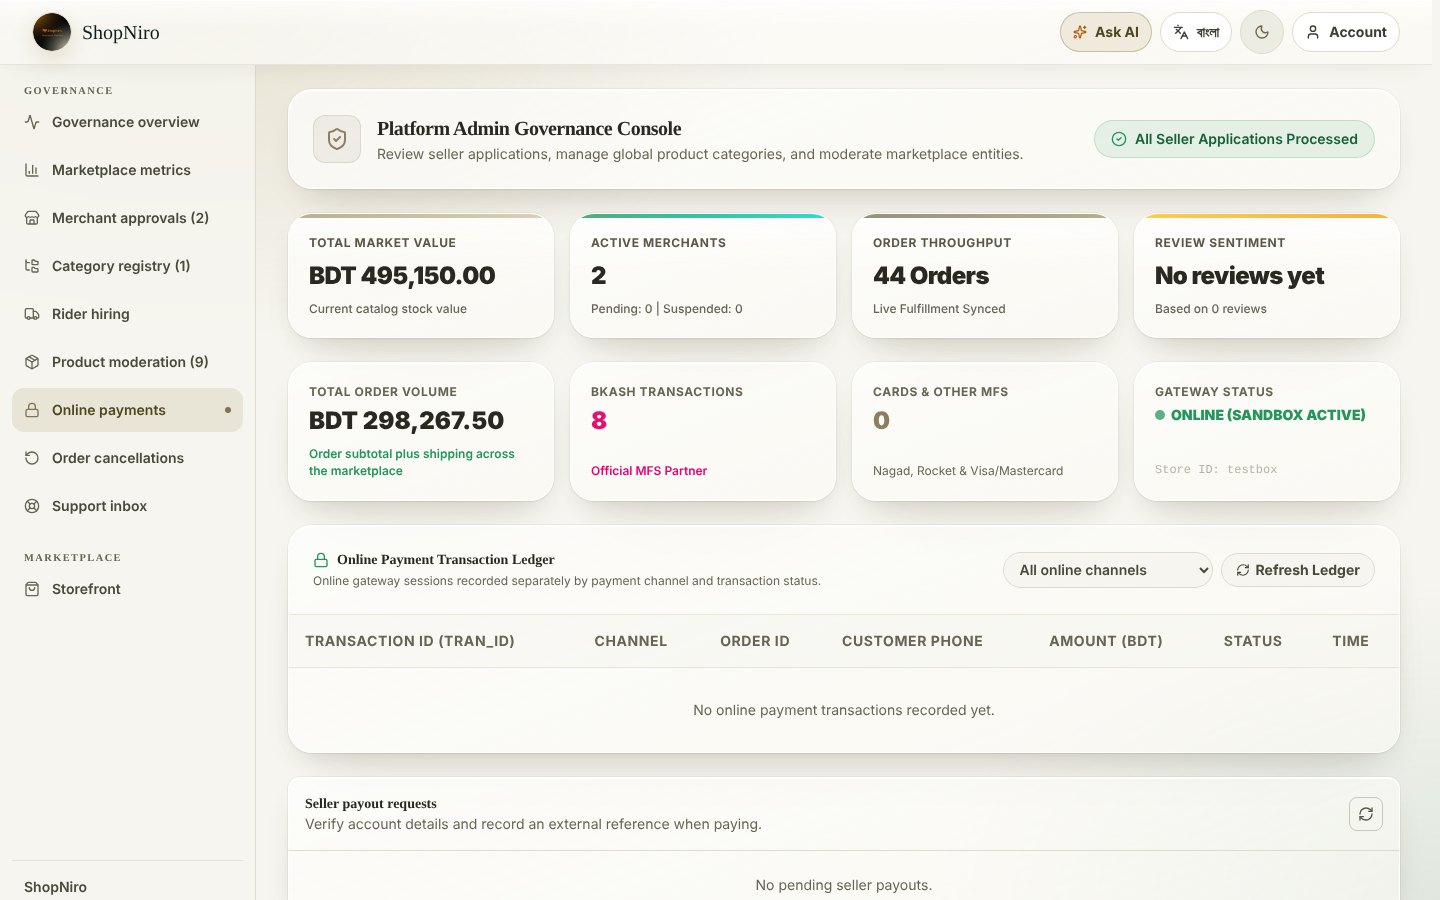 ShopNiro
Ask AI
বাংলা
Account
GOVERNANCE
Governance overview
Marketplace metrics
Merchant approvals (2)
Category registry (1)
Rider hiring
Product moderation (9)
Online payments
Order cancellations
Support inbox
MARKETPLACE
Storefront
ShopNiro
Platform Admin Governance Console
Review seller applications, manage global product categories, and moderate marketplace entities.
All Seller Applications Processed
TOTAL MARKET VALUE
BDT 495,150.00
Current catalog stock value
ACTIVE MERCHANTS
2
Pending: 0 | Suspended: 0
ORDER THROUGHPUT
44 Orders
Live Fulfillment Synced
REVIEW SENTIMENT
No reviews yet
Based on 0 reviews
TOTAL ORDER VOLUME
BDT 298,267.50
Order subtotal plus shipping across
the marketplace
BKASH TRANSACTIONS
8
Official MFS Partner
CARDS & OTHER MFS
0
Nagad, Rocket & Visa/Mastercard
GATEWAY STATUS
ONLINE (SANDBOX ACTIVE)
Store ID: testbox
Online Payment Transaction Ledger
Online gateway sessions recorded separately by payment channel and transaction status.
All online channels
Refresh Ledger
TRANSACTION ID (TRAN_ID) CHANNEL ORDER ID CUSTOMER PHONE AMOUNT (BDT) STATUS TIME
No online payment transactions recorded yet.
Seller payout requests
Verify account details and record an external reference when paying.
No pending seller payouts.